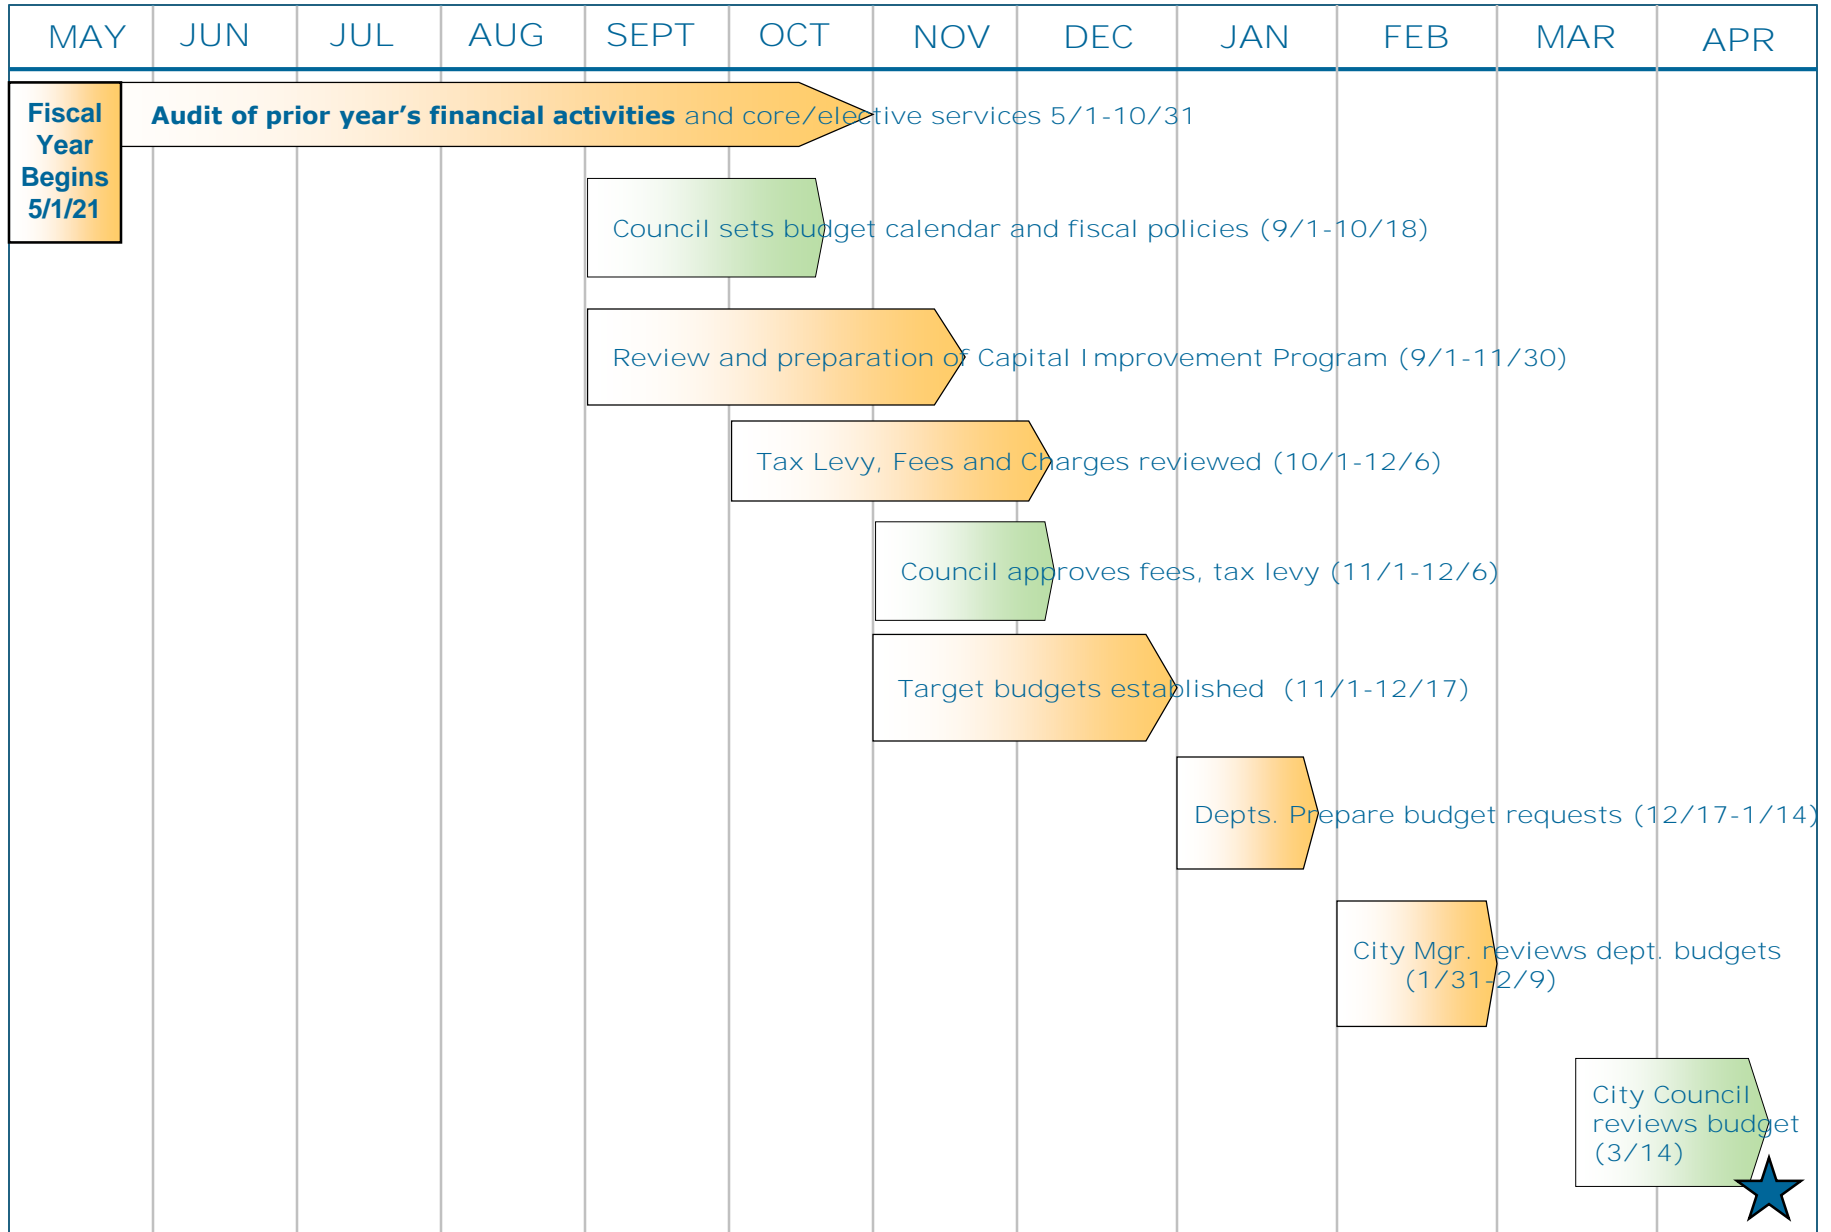 MAY JUN JUL AUG SEPT OCT NOV DEC JAN FEB MAR APR
Fiscal
Year
Begins
5/1/21
Audit of prior year's financial activities and core/elective services 5/1-10/31
Council sets budget calendar and fiscal policies (9/1-10/18)
Review and preparation of Capital Improvement Program (9/1-11/30)
Tax Levy, Fees and Charges reviewed (10/1-12/6)
Council approves fees, tax levy (11/1-12/6)
Target budgets established (11/1-12/17)
Depts. Prepare budget requests (12/17-1/14)
City Mgr. reviews dept. budgets
(1/31-2/9)
City Council
reviews budget
(3/14)